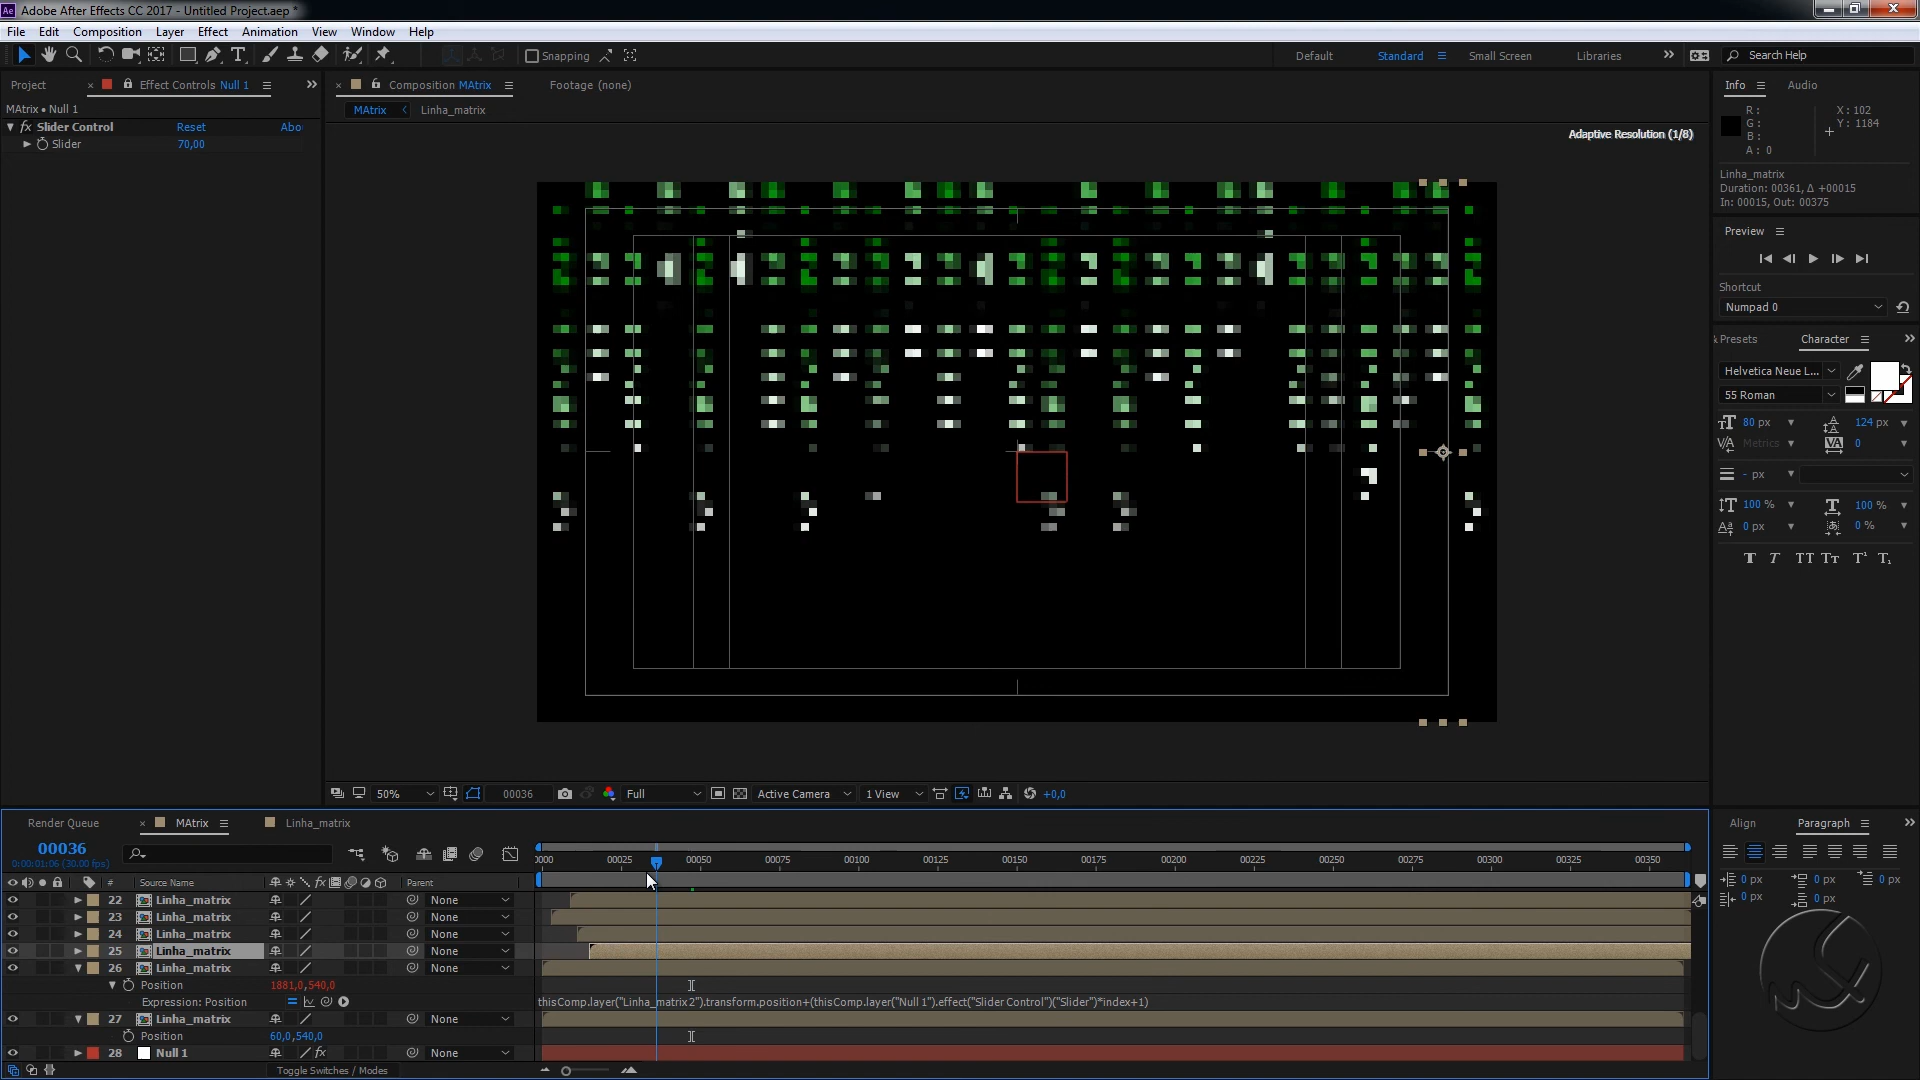 Adobe After Effects CC 2017 - Untitled Project.aep *
File Edit Composition Layer Effect Animation View Window Help
Snapping
Default Standard Small Screen Libraries Search Help
Project Effect Controls Null 1
MAtrix • Null 1
fx Slider Control Reset Abo
Slider 70,00
Composition MAtrix Footage (none)
MAtrix Linha_matrix
Adaptive Resolution (1/8)
Info Audio
R : X : 102
G : Y : 1184
B :
A : 0
Linha_matrix
Duration: 00361, Δ +00015
In: 00015, Out: 00375
Preview
Shortcut
Numpad 0
& Presets Character
Helvetica Neue L...
55 Roman
80 px 124 px
Metrics 0
- px
100 % 100 %
0 px 0 %
50% 00036 Full Active Camera 1 View +0,0
Render Queue MAtrix Linha_matrix
00036
0:00:01:06 (30.00 fps)
0000 00025 00050 00075 00100 00125 00150 00175 00200 00225 00250 00275 00300 00325 00350
# Source Name fx Parent
22 Linha_matrix None
23 Linha_matrix None
24 Linha_matrix None
25 Linha_matrix None
26 Linha_matrix None
Position 1881,0,540,0
Expression: Position thisComp.layer("Linha_matrix 2").transform.position+(thisComp.layer("Null 1").effect("Slider Control")("Slider")*index+1)
27 Linha_matrix None
Position 60,0,540,0
28 Null 1 fx None
Toggle Switches / Modes
Align Paragraph
0 px 0 px 0 px
0 px 0 px